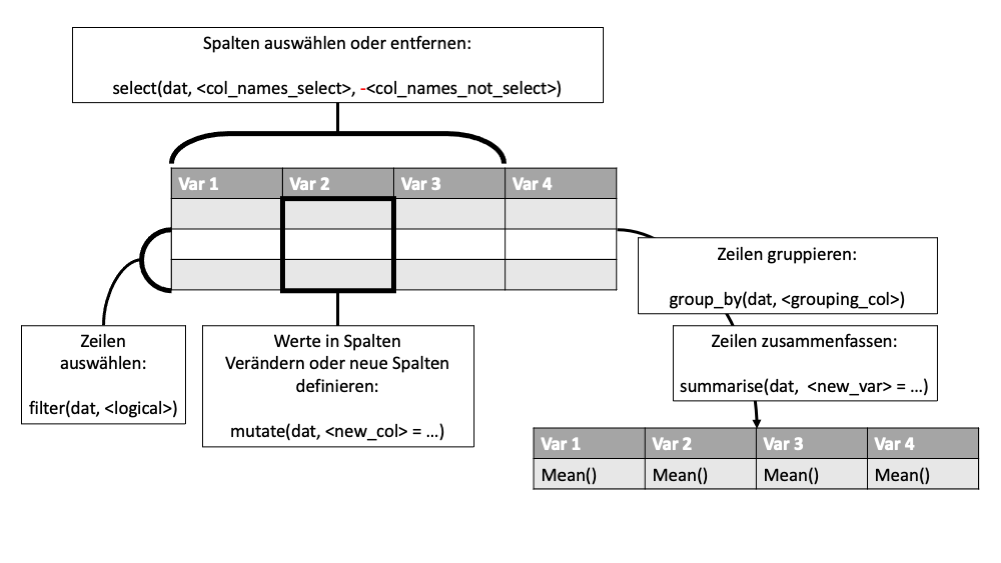 Spalten auswählen oder entfernen:
select(dat, <col_names_select>, -<col_names_not_select>)
Var 1 Var 2 Var 3 Var 4
Zeilen gruppieren:
group_by(dat, <grouping_col>)
Zeilen
auswählen:
filter(dat, <logical>)
Werte in Spalten
Verändern oder neue Spalten
definieren:
mutate(dat, <new_col> = ...)
Zeilen zusammenfassen:
summarise(dat, <new_var> = ...)
Var 1 Var 2 Var 3 Var 4
Mean() Mean() Mean() Mean()